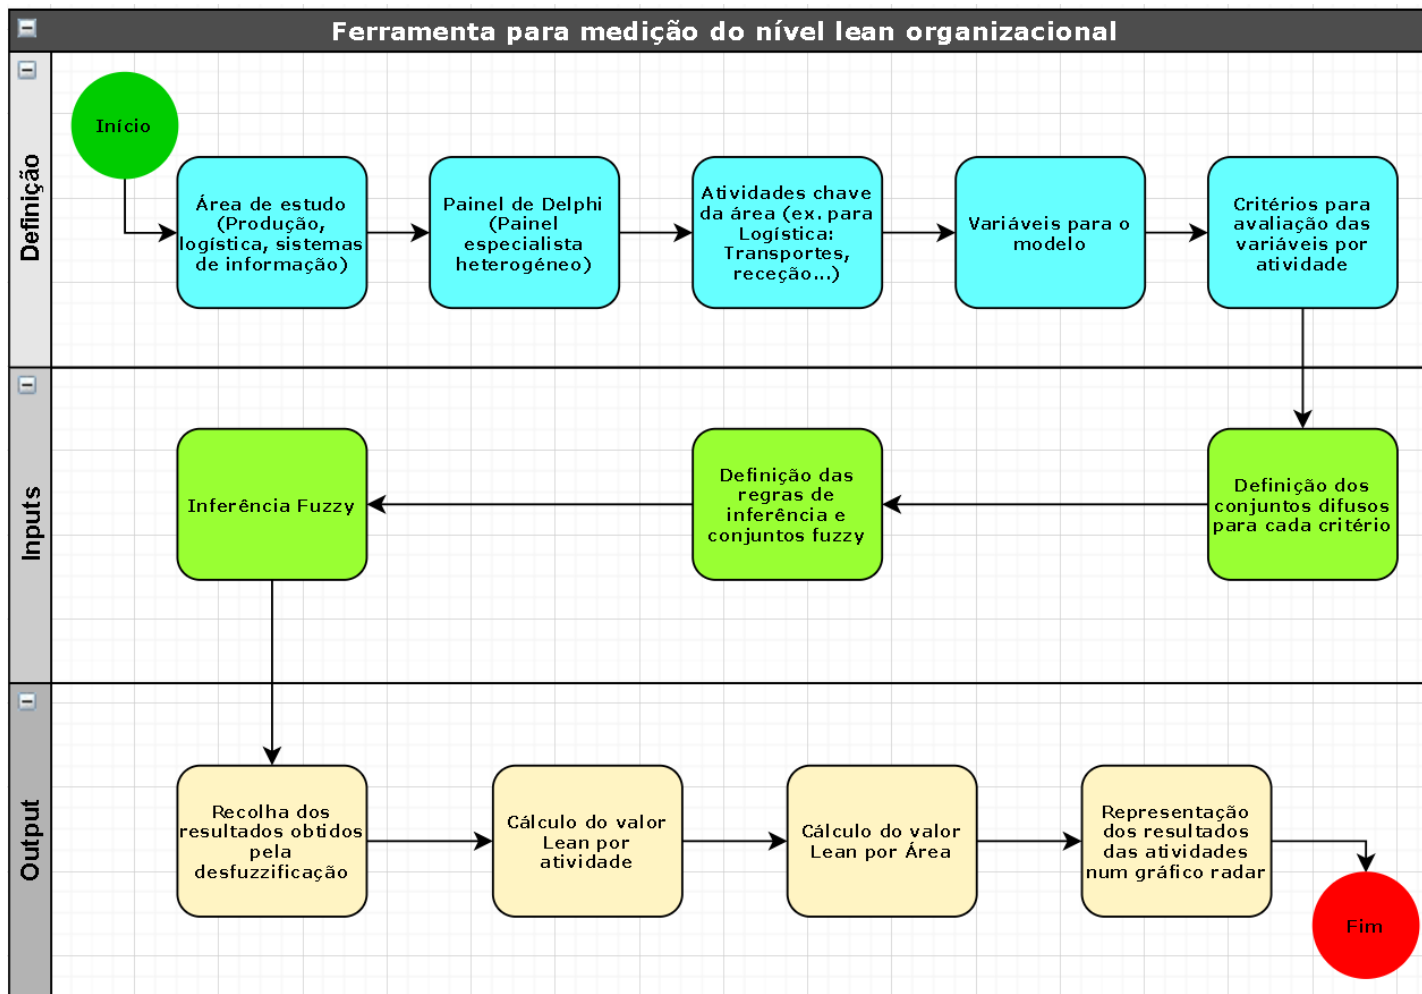 Ferramenta para medição do nível lean organizacional
Definição
Início
Área de estudo
(Produção,
logística, sistemas
de informação)
Painel de Delphi
(Painel
especialista
heterogéneo)
Atividades chave
da área (ex. para
Logística:
Transportes,
receção...)
Variáveis para o
modelo
Critérios para
avaliação das
variáveis por
atividade
Inputs
Inferência Fuzzy
Definição das
regras de
inferência e
conjuntos fuzzy
Definição dos
conjuntos difusos
para cada critério
Output
Recolha dos
resultados obtidos
pela
desfuzzificação
Cálculo do valor
Lean por
atividade
Cálculo do valor
Lean por Área
Representação
dos resultados
das atividades
num gráfico radar
Fim